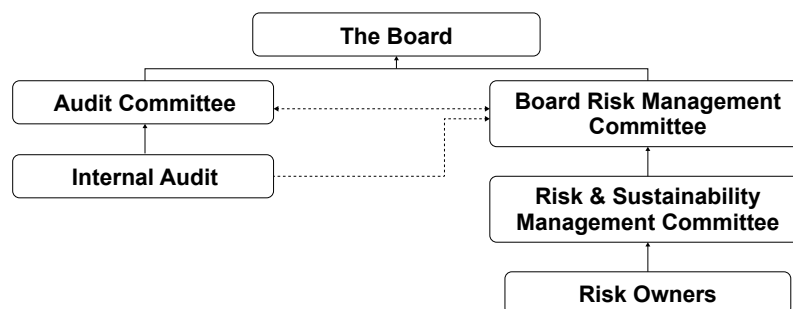 The Board
Audit Committee
Board Risk Management
Committee
Internal Audit
Risk & Sustainability
Management Committee
Risk Owners